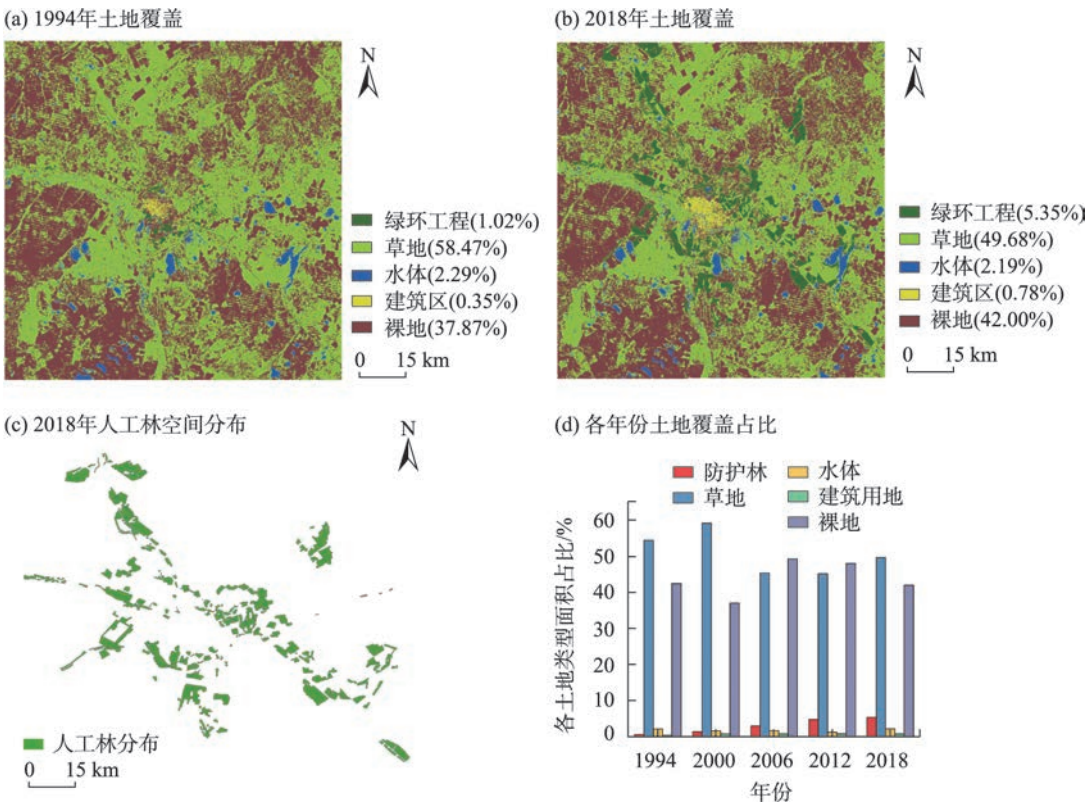 (a) 1994年土地覆盖
N
绿环工程(1.02%)
草地(58.47%)
水体(2.29%)
建筑区(0.35%)
裸地(37.87%)
0 15 km
(b) 2018年土地覆盖
N
绿环工程(5.35%)
草地(49.68%)
水体(2.19%)
建筑区(0.78%)
裸地(42.00%)
0 15 km
(c) 2018年人工林空间分布
N
人工林分布
0 15 km
(d) 各年份土地覆盖占比
防护林 水体
草地 建筑用地
裸地
各土地类型面积占比/%
60
50
40
30
20
10
0
1994 2000 2006 2012 2018
年份